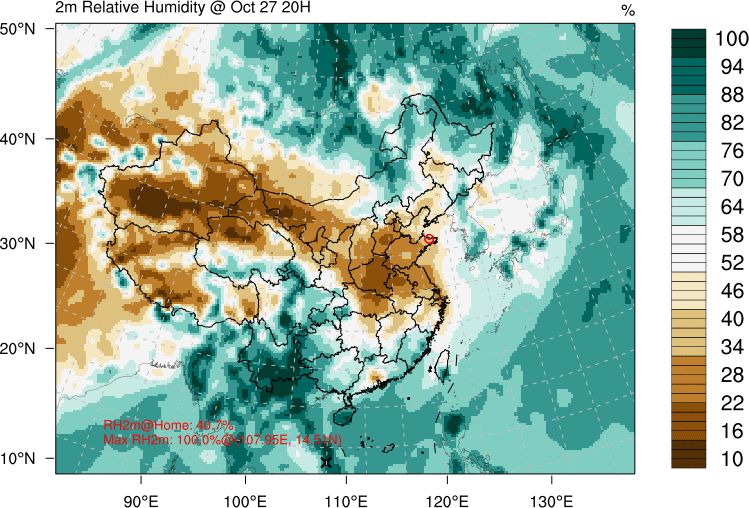 2m Relative Humidity @ Oct 27 20H
%
50°N
40°N
30°N
20°N
10°N
90°E
100°E
110°E
120°E
130°E
100
94
88
82
76
70
64
58
52
46
40
34
28
22
16
10
RH2m@Home: 40.7%
Max RH2m: 100.0%@(107.95E, 14.51N)